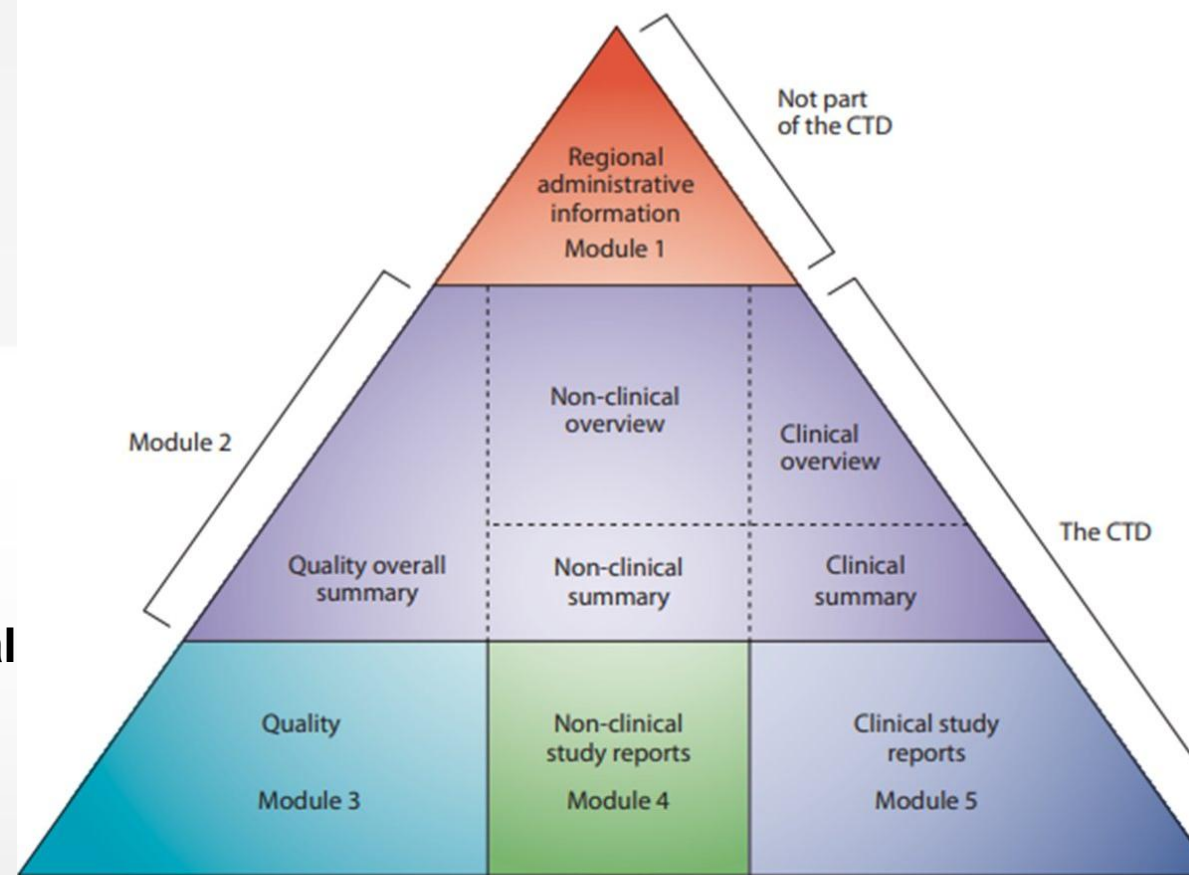 Not part
of the CTD
Regional
administrative
information
Module 1
Module 2
Non-clinical
overview
Clinical
overview
The CTD
Quality overall
summary
Non-clinical
summary
Clinical
summary
al
Quality
Module 3
Non-clinical
study reports
Module 4
Clinical study
reports
Module 5